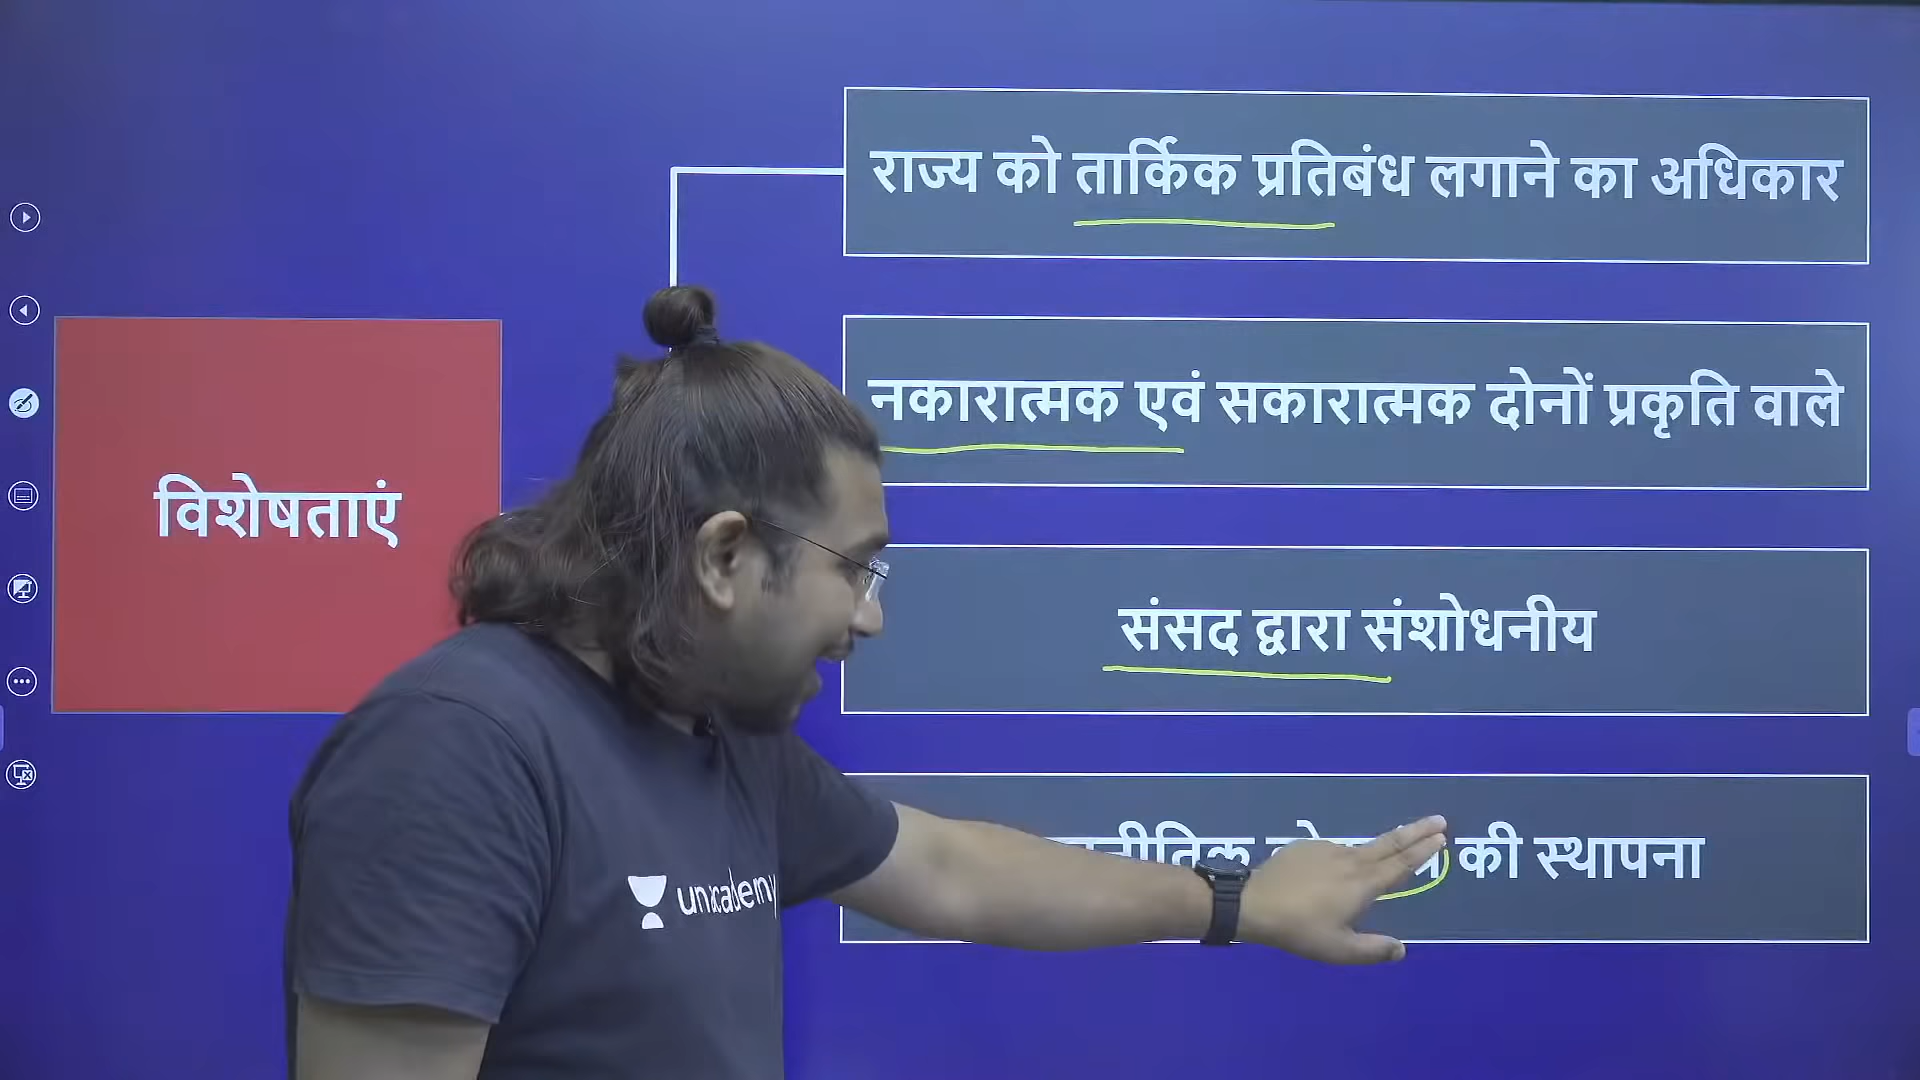 राज्य को तार्किक प्रतिबंध लगाने का अधिकार
नकारात्मक एवं सकारात्मक दोनों प्रकृति वाले
विशेषताएं
संसद द्वारा संशोधनीय
की स्थापना
unacademy